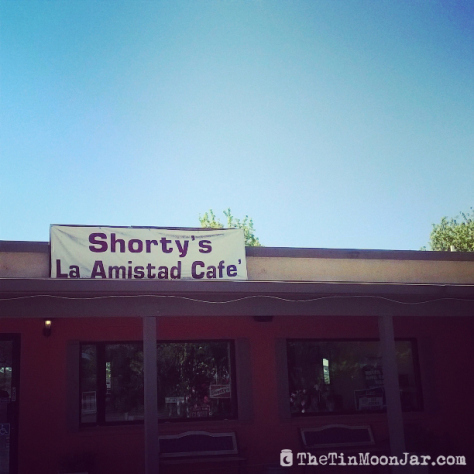 Shorty's
La Amistad Cafe'
TheTinMoonJar.com